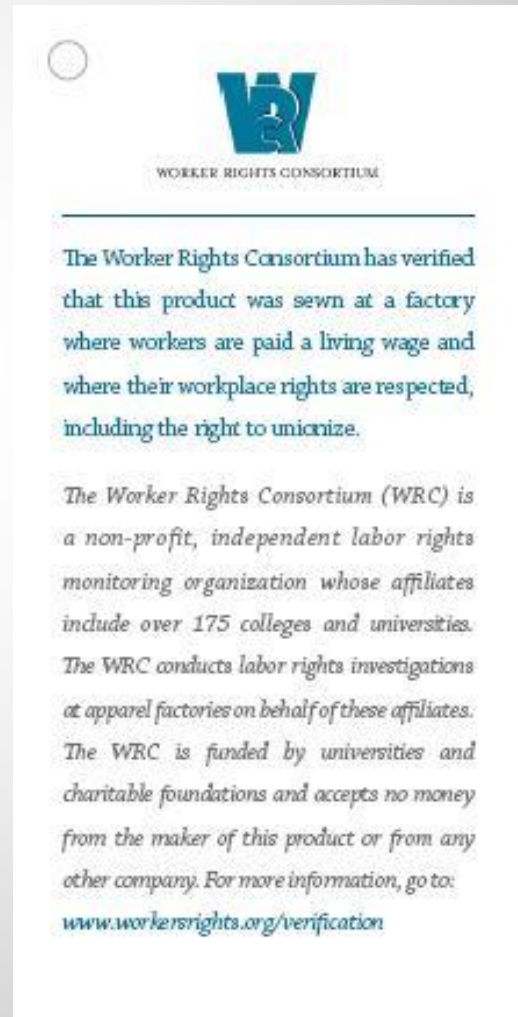 WRC
WORKER RIGHTS CONSORTIUM
The Worker Rights Consortium has verified
that this product was sewn at a factory
where workers are paid a living wage and
where their workplace rights are respected,
including the right to unionize.
The Worker Rights Consortium (WRC) is
a non-profit, independent labor rights
monitoring organization whose affiliates
include over 175 colleges and universities.
The WRC conducts labor rights investigations
at apparel factories on behalf of these affiliates.
The WRC is funded by universities and
charitable foundations and accepts no money
from the maker of this product or from any
other company. For more information, go to:
www.workersrights.org/verification